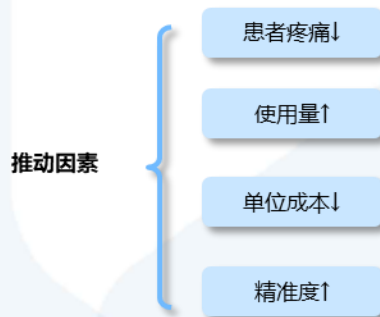 推动因素
患者疼痛↓
使用量↑
单位成本↓
精准度↑